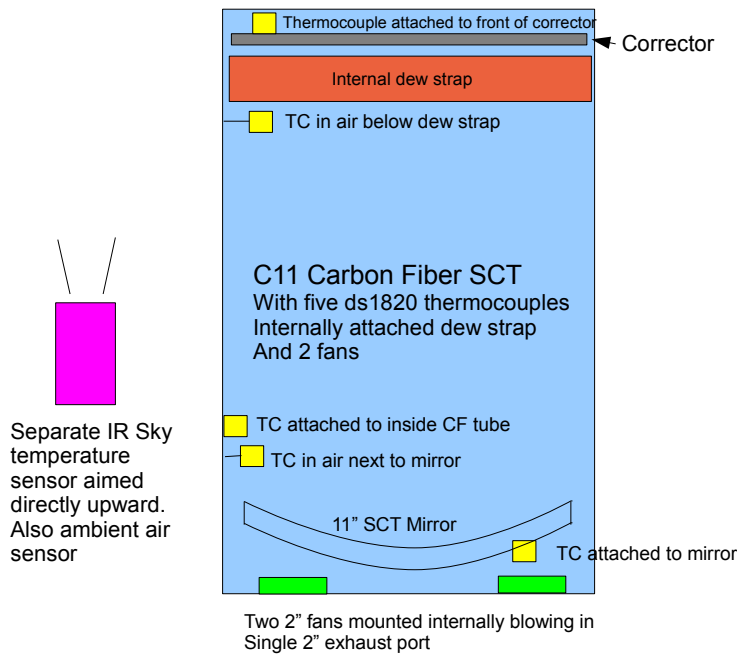 Thermocouple attached to front of corrector
Corrector
Internal dew strap
TC in air below dew strap
C11 Carbon Fiber SCT
With five ds1820 thermocouples
Internally attached dew strap
And 2 fans
Separate IR Sky
temperature
sensor aimed
directly upward.
Also ambient air
sensor
TC attached to inside CF tube
TC in air next to mirror
11” SCT Mirror
TC attached to mirror
Two 2” fans mounted internally blowing in
Single 2” exhaust port